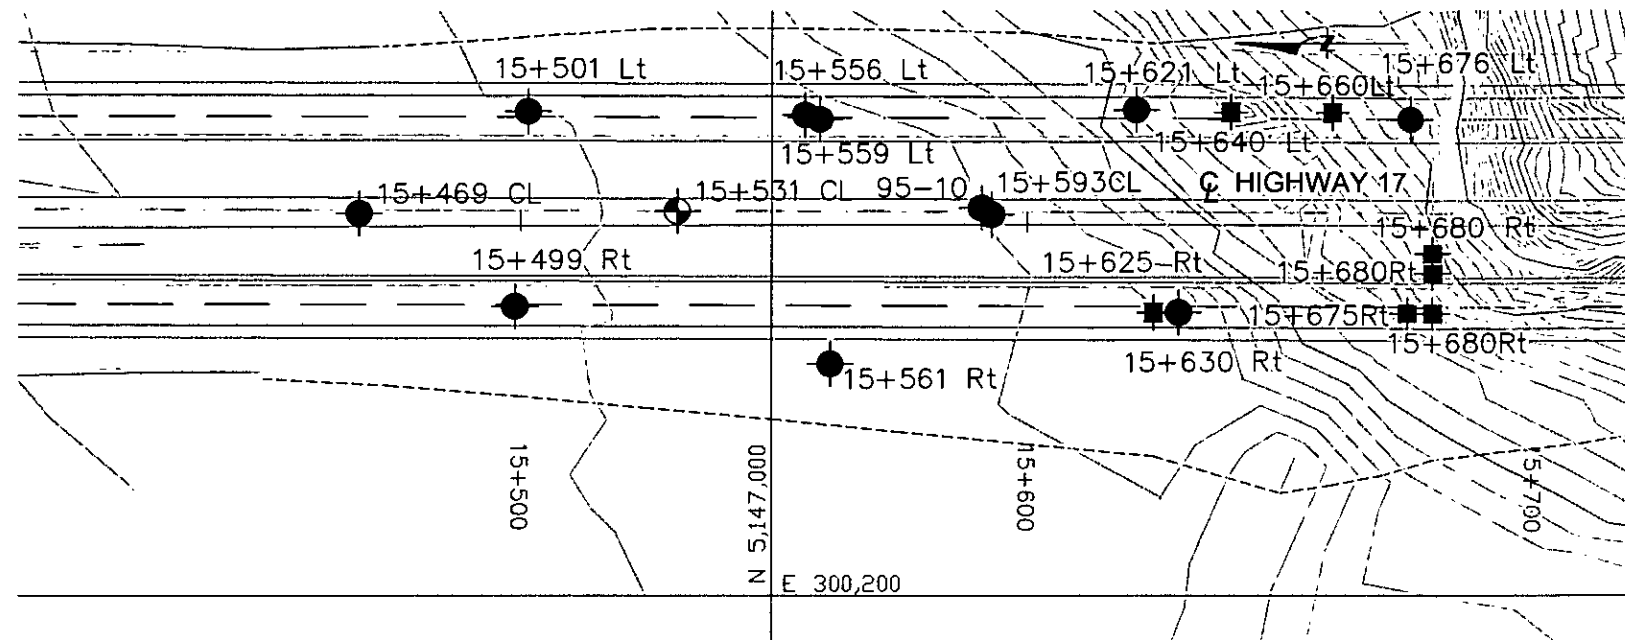 Z
15+501 Lt
15+556 Lt
15+621 Lt
15+660Lt
15+676 Lt
15+559 Lt
15+640 Lt
15+469 CL
15+531 CL
95-10
15+593CL
℄ HIGHWAY 17
15+499 Rt
15+625 Rt
15+680 Rt
15+680Rt
15+675Rt
15+680Rt
15+561 Rt
15+630 Rt
15+500
N 5,147,000
15+600
5+700
E 300,200